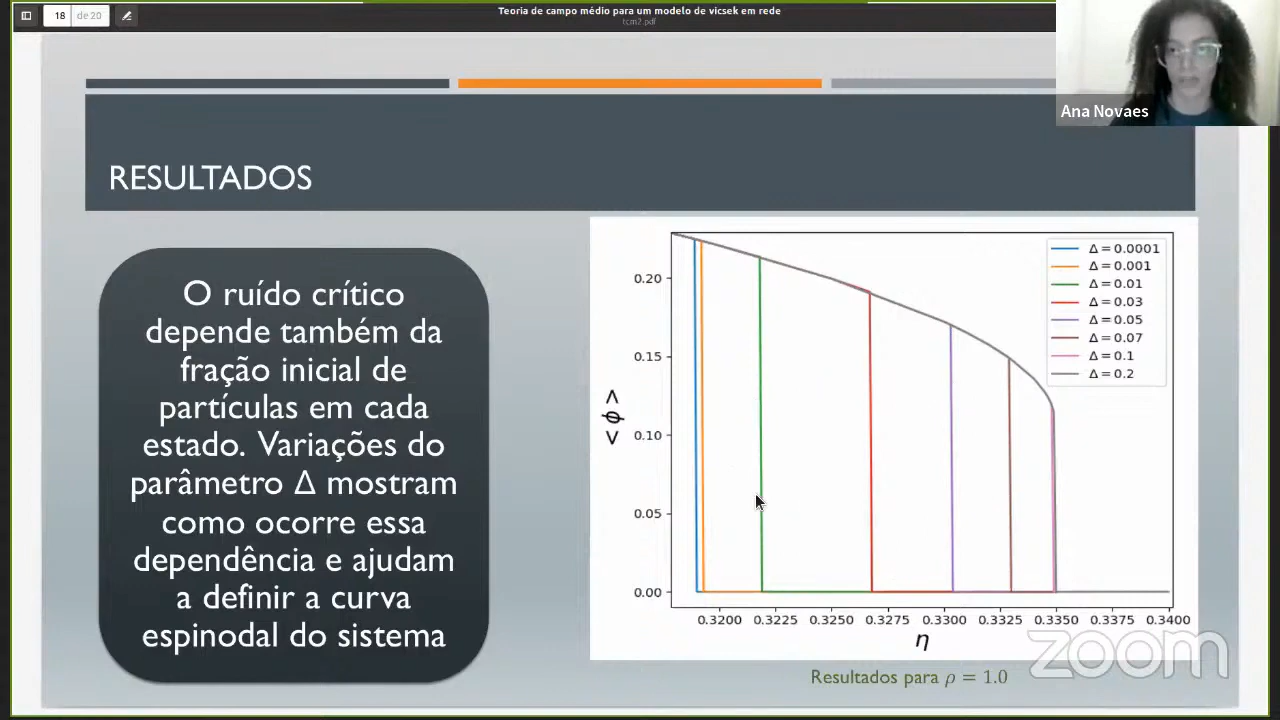 18 de 20
Teoria de campo médio para um modelo de vicsek em rede
tcm2.pdf
Ana Novaes
RESULTADOS
O ruído crítico
depende também da
fração inicial de
partículas em cada
estado. Variações do
parâmetro Δ mostram
como ocorre essa
dependência e ajudam
a definir a curva
espinodal do sistema
Δ = 0.0001
Δ = 0.001
Δ = 0.01
Δ = 0.03
Δ = 0.05
Δ = 0.07
Δ = 0.1
Δ = 0.2
0.20
0.15
0.10
0.05
0.00
< ϕ >
0.3200 0.3225 0.3250 0.3275 0.3300 0.3325 0.3350 0.3375 0.3400
η
Resultados para ρ = 1.0
zoom